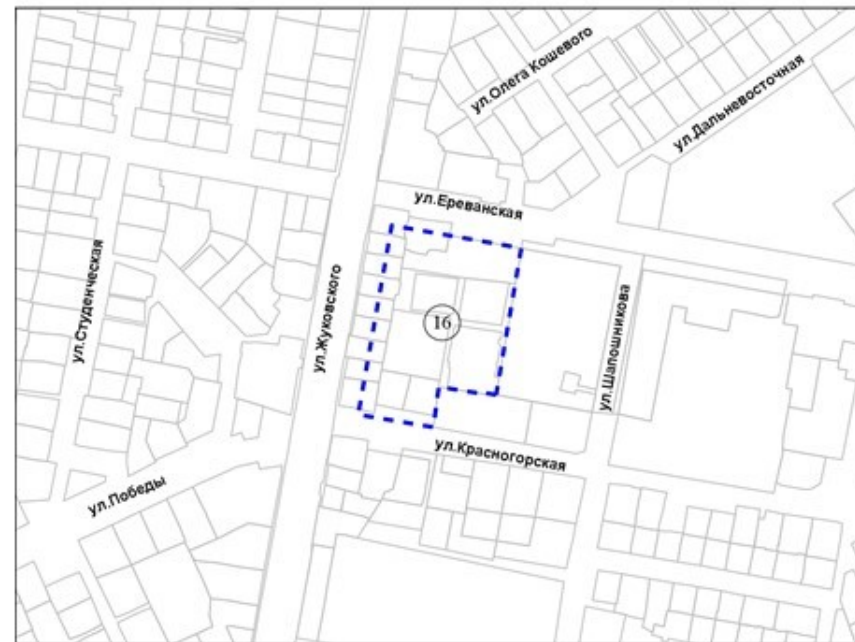 ул.Олега Кошевого
ул.Дальневосточная
ул.Ереванская
ул.Студенческая
ул.Жуковского
16
ул.Шапошникова
ул.Красногорская
ул.Победы